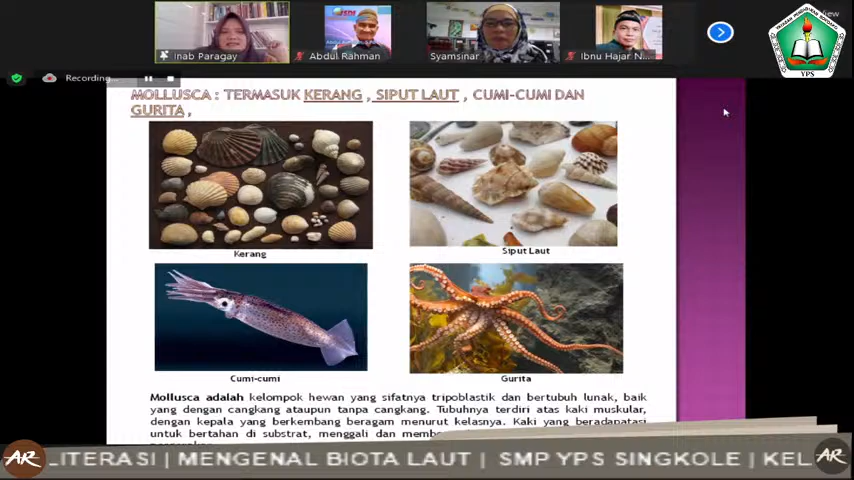 View
YPS
Inab Paragay
Abdul Rahman
Syamsinar
Ibnu Hajar N...
Recording...
MOLLUSCA : TERMASUK KERANG , SIPUT LAUT , CUMI-CUMI DAN
GURITA ,
Kerang
Siput Laut
Cumi-cumi
Gurita
Mollusca adalah kelompok hewan yang sifatnya tripoblastik dan bertubuh lunak, baik
yang dengan cangkang ataupun tanpa cangkang. Tubuhnya terdiri atas kaki muskular,
dengan kepala yang berkembang beragam menurut kelasnya. Kaki yang beradapatasi
untuk bertahan di substrat, menggali dan
AR LITERASI | MENGENAL BIOTA LAUT | SMP YPS SINGKOLE | KEL AR